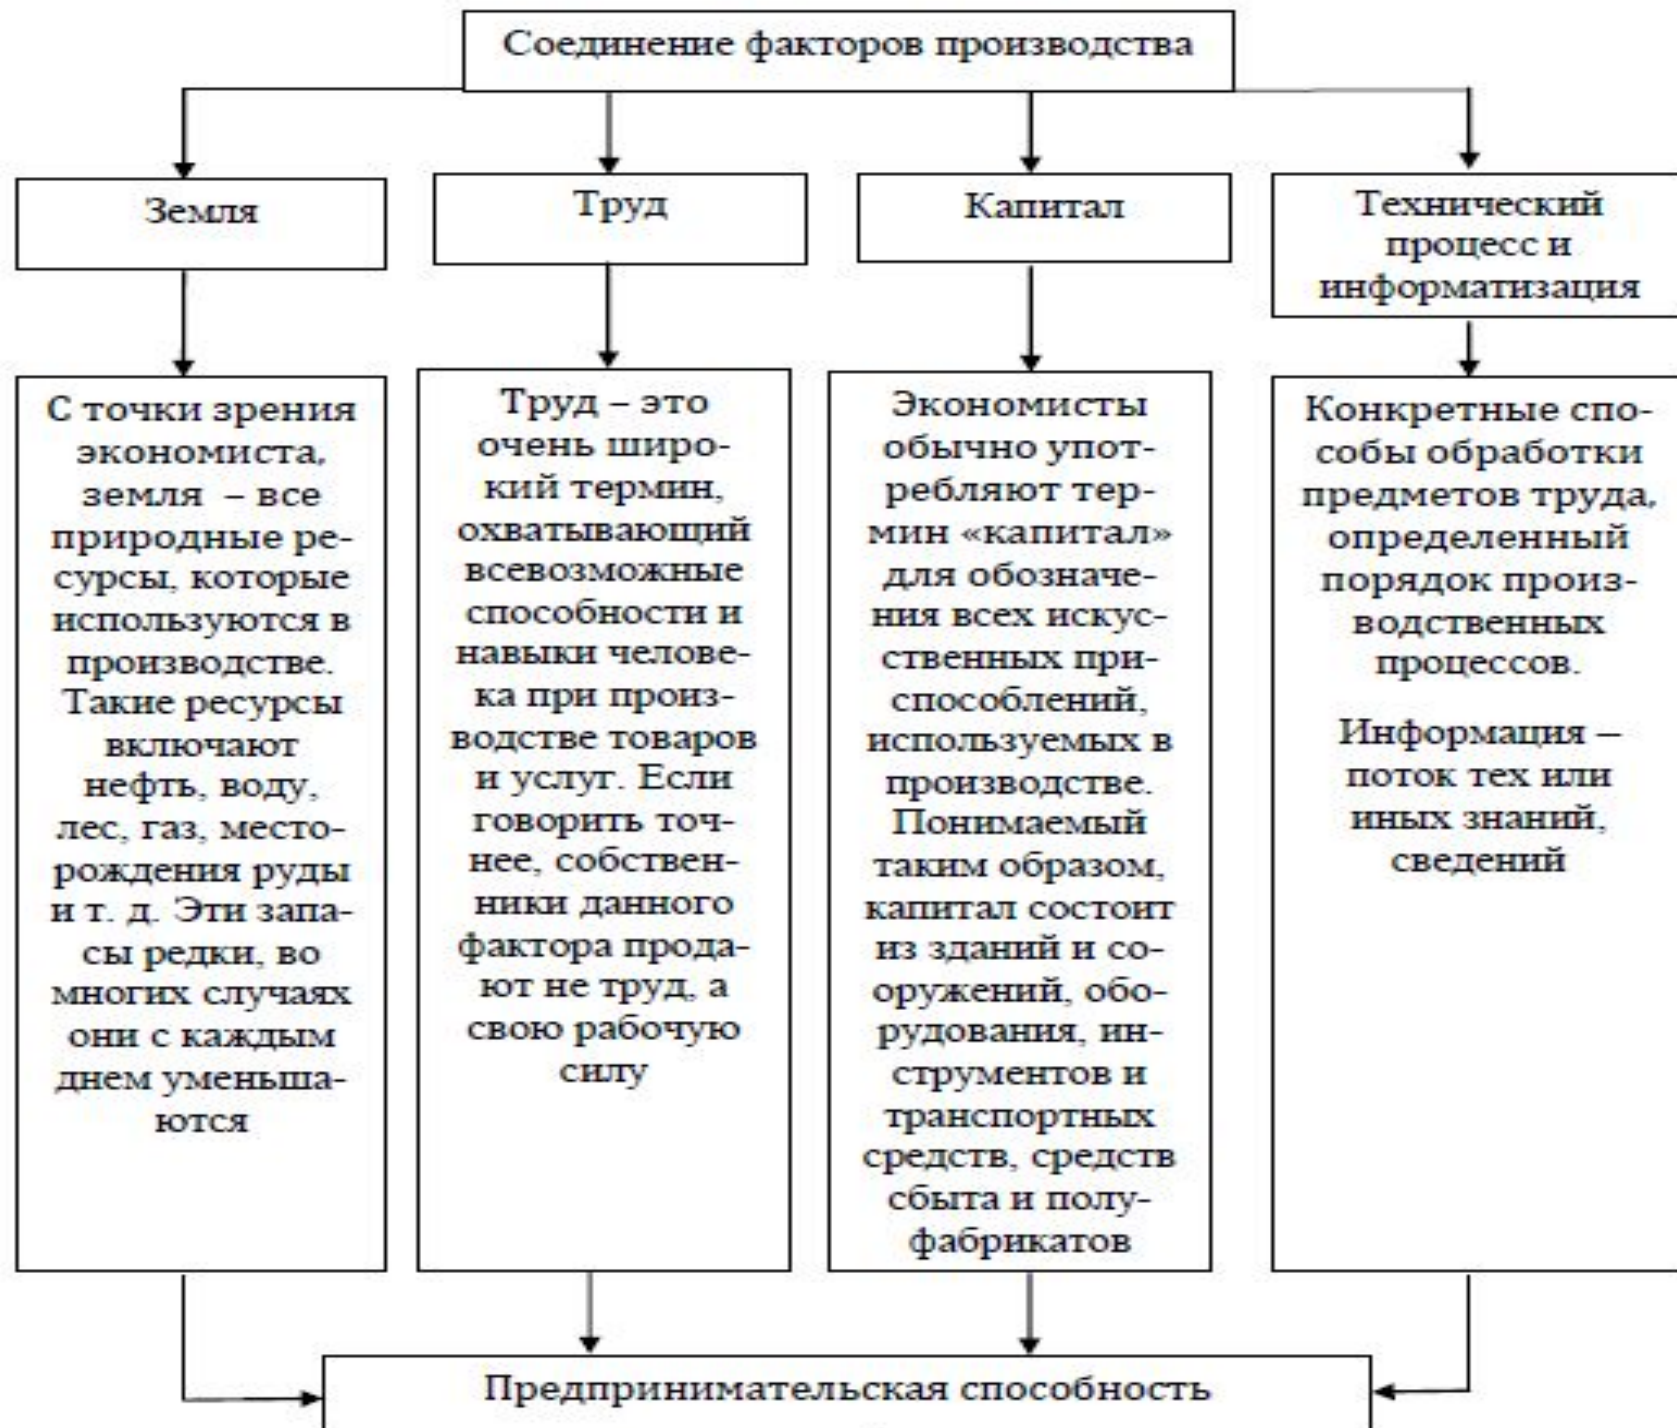 Соединение факторов производства
Земля
Труд
Капитал
Технический
процесс и
информатизация
С точки зрения
экономиста,
земля – все
природные ре-
сурсы, которые
используются в
производстве.
Такие ресурсы
включают
нефть, воду,
лес, газ, место-
рождения руды
и т. д. Эти запа-
сы редки, во
многих случаях
они с каждым
днем уменьша-
ются
Труд – это
очень широ-
кий термин,
охватывающий
всевозможные
способности и
навыки челове-
ка при произ-
водстве товаров
и услуг. Если
говорить точ-
нее, собствен-
ники данного
фактора прода-
ют не труд, а
свою рабочую
силу
Экономисты
обычно упот-
ребляют тер-
мин «капитал»
для обозначе-
ния всех искус-
ственных при-
способлений,
используемых в
производстве.
Понимаемый
таким образом,
капитал состоит
из зданий и со-
оружений, обо-
рудования, ин-
струментов и
транспортных
средств, средств
сбыта и полу-
фабрикатов
Конкретные спо-
собы обработки
предметов труда,
определенный
порядок произ-
водственных
процессов.
Информация –
поток тех или
иных знаний,
сведений
Предпринимательская способность